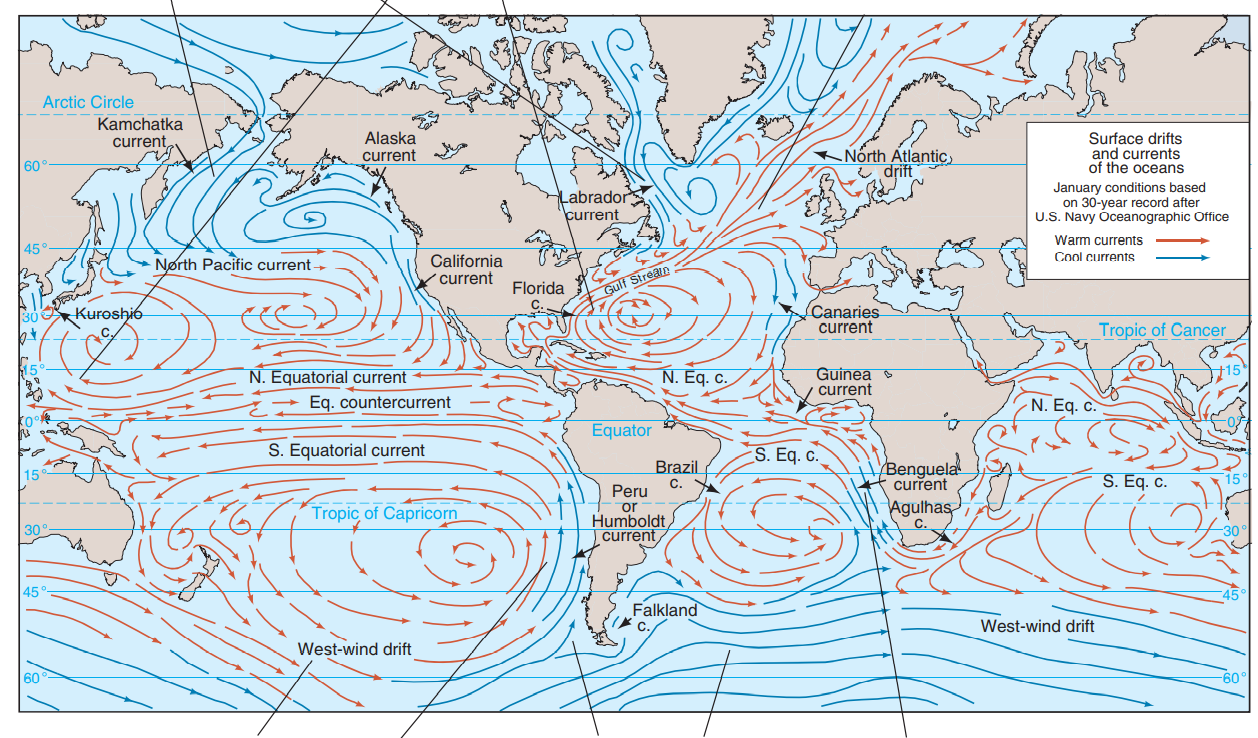 Arctic Circle
Kamchatka
current
Alaska
current
60°
Labrador
current
North Atlantic
drift
Surface drifts
and currents
of the oceans
January conditions based
on 30-year record after
U.S. Navy Oceanographic Office
Warm currents
Cool currents
45°
North Pacific current
California
current
Gulf Stream
Florida
c.
Kuroshio
c.
30°
Canaries
current
Tropic of Cancer
15°
N. Equatorial current
N. Eq. c.
Guinea
current
15°
Eq. countercurrent
N. Eq. c.
0°
Equator
0°
S. Equatorial current
S. Eq. c.
15°
Brazil
c.
Benguela
current
S. Eq. c.
15°
Peru
or
Humboldt
current
Agulhas
c.
Tropic of Capricorn
30°
30°
45°
45°
Falkland
c.
West-wind drift
West-wind drift
60°
60°